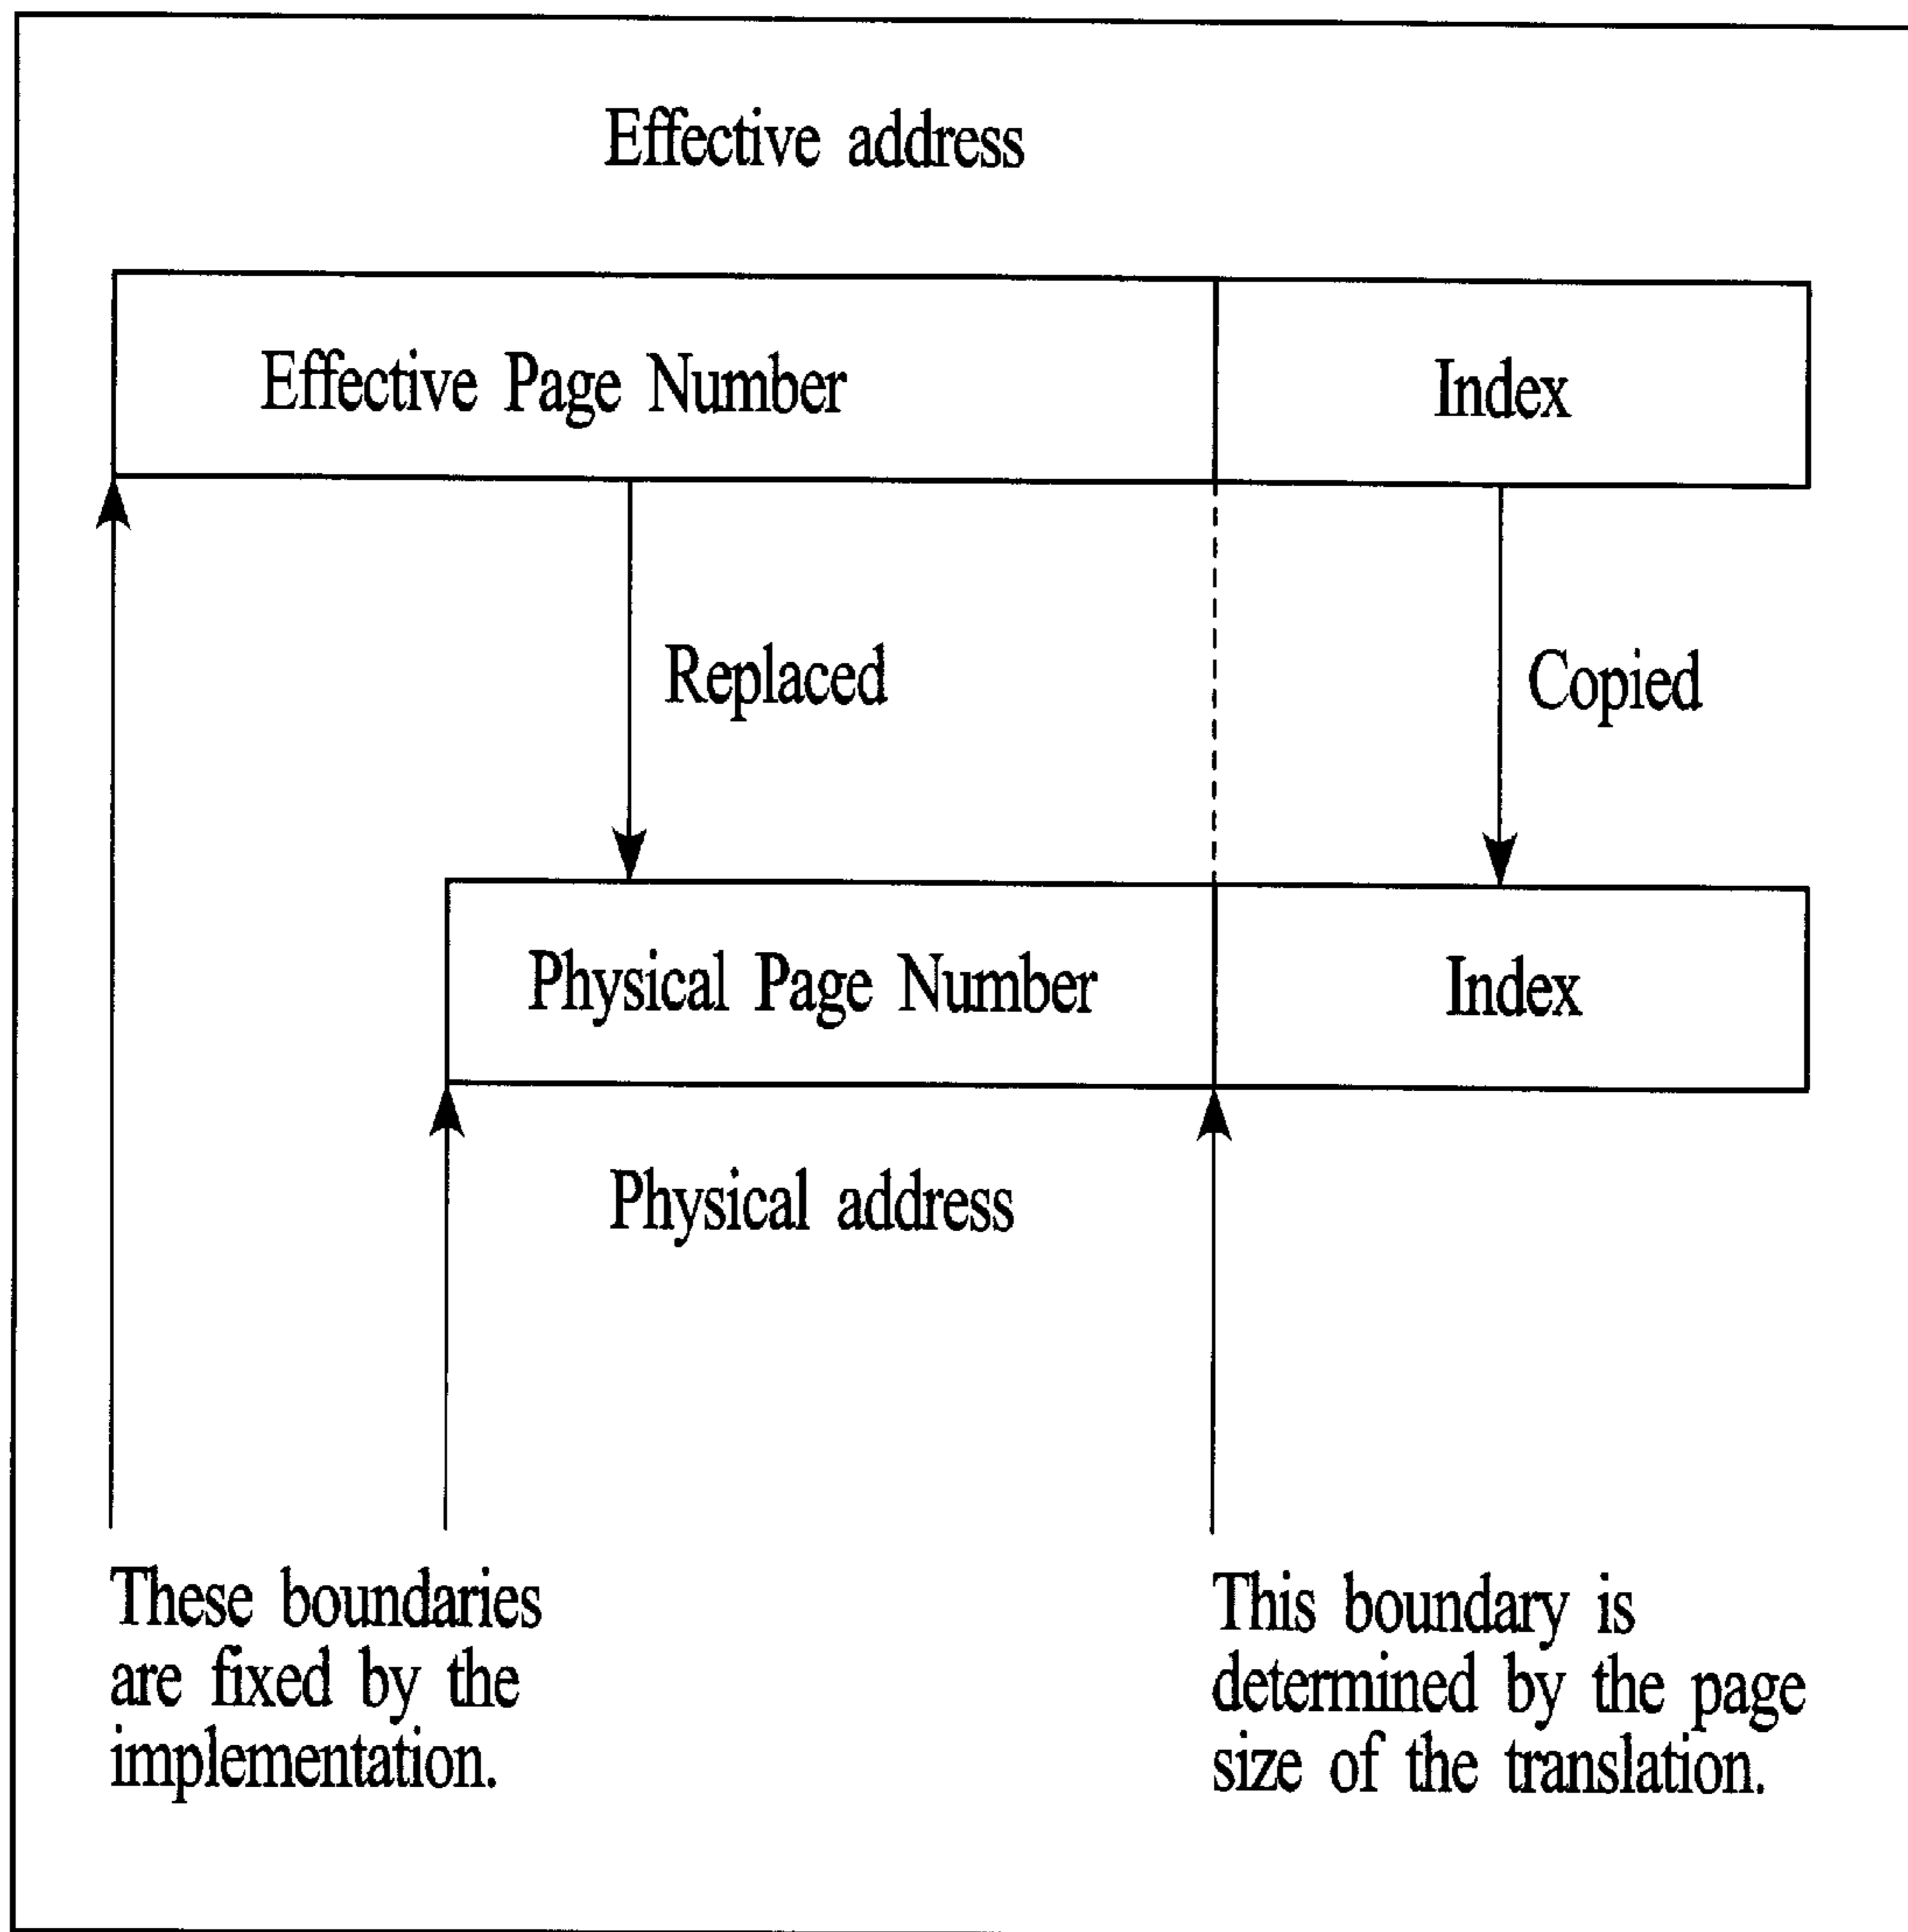 Effective address
Effective Page Number
Index
Replaced
Copied
Physical Page Number
Index
Physical address
These boundaries
are fixed by the
implementation.
This boundary is
determined by the page
size of the translation.